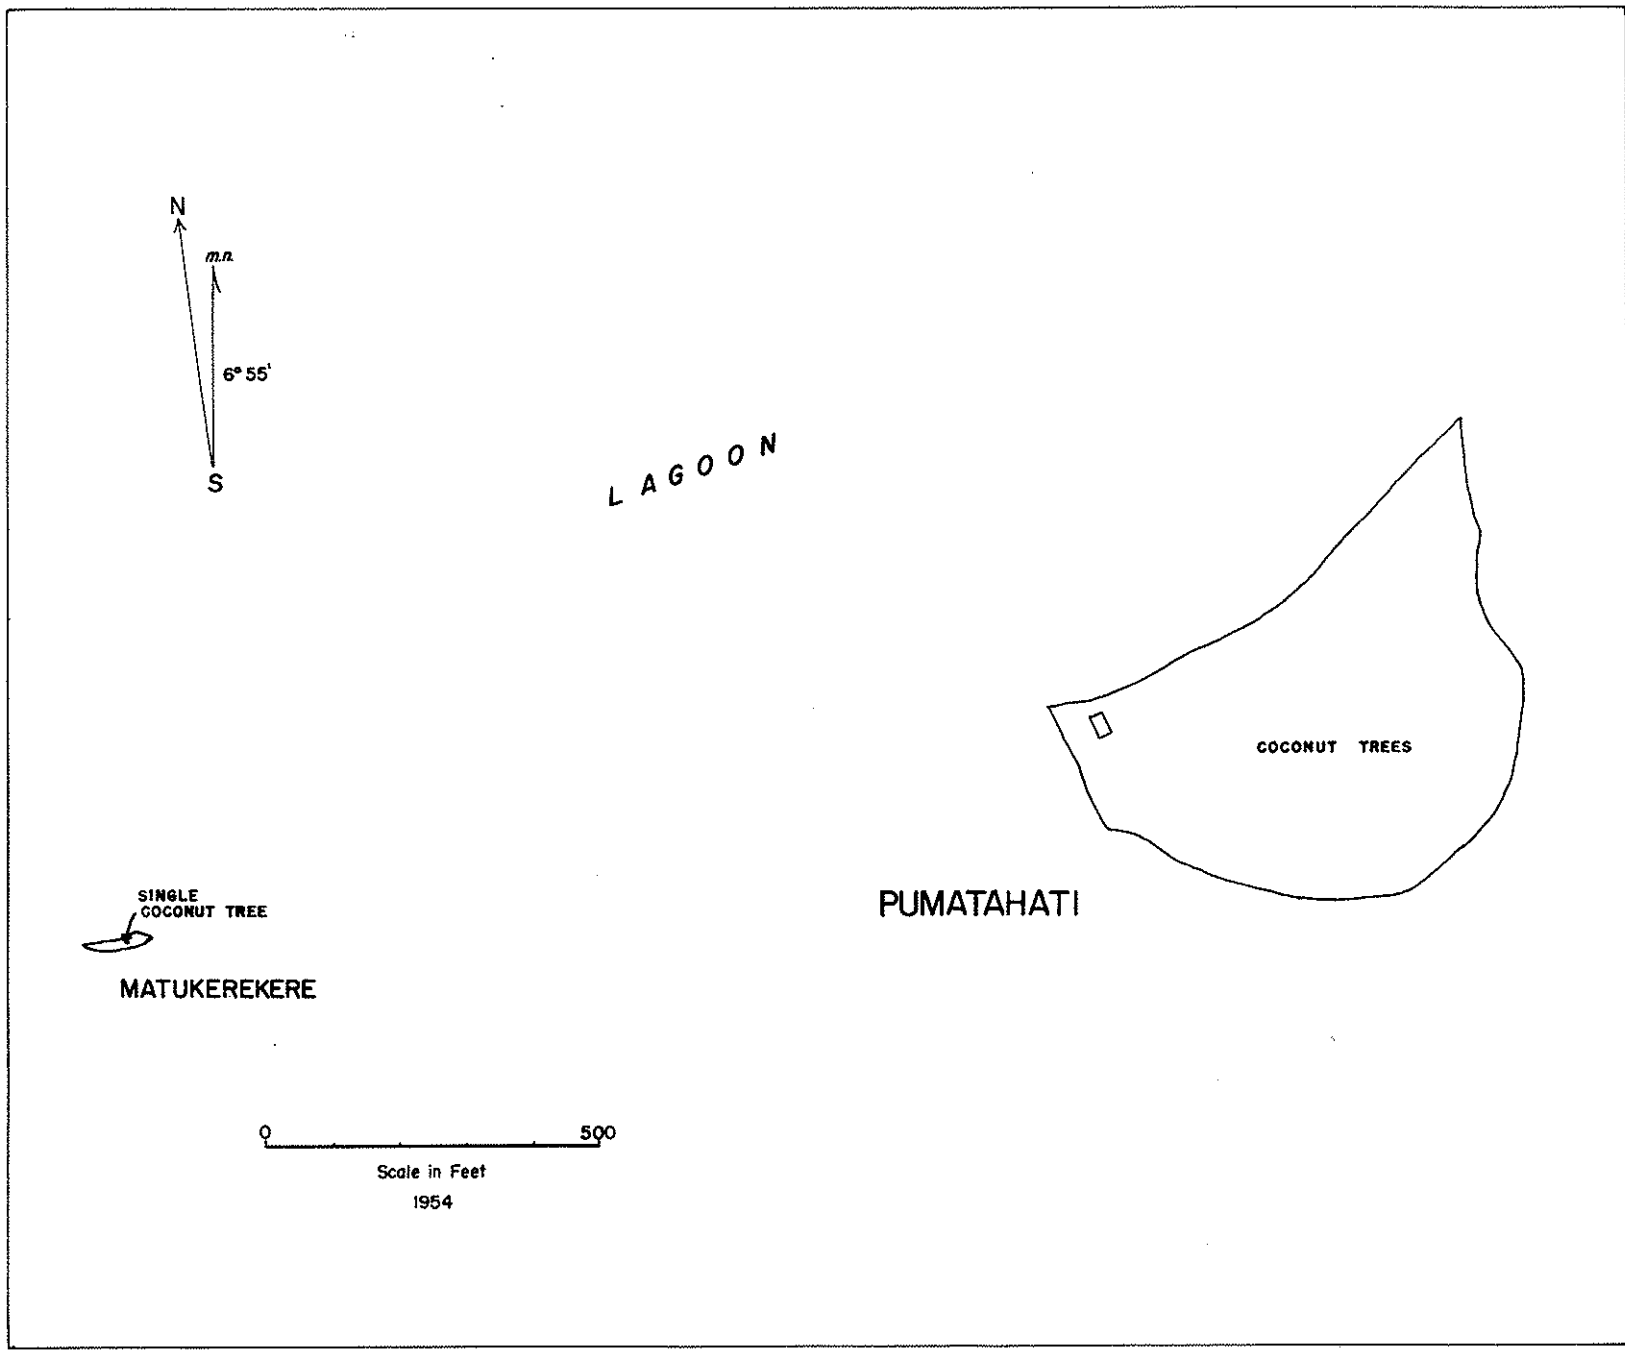 N
m.n.
6° 55'
S
LAGOON
COCONUT TREES
SINGLE
COCONUT TREE
PUMATAHATI
MATUKEREKERE
0 500
Scale in Feet
1954